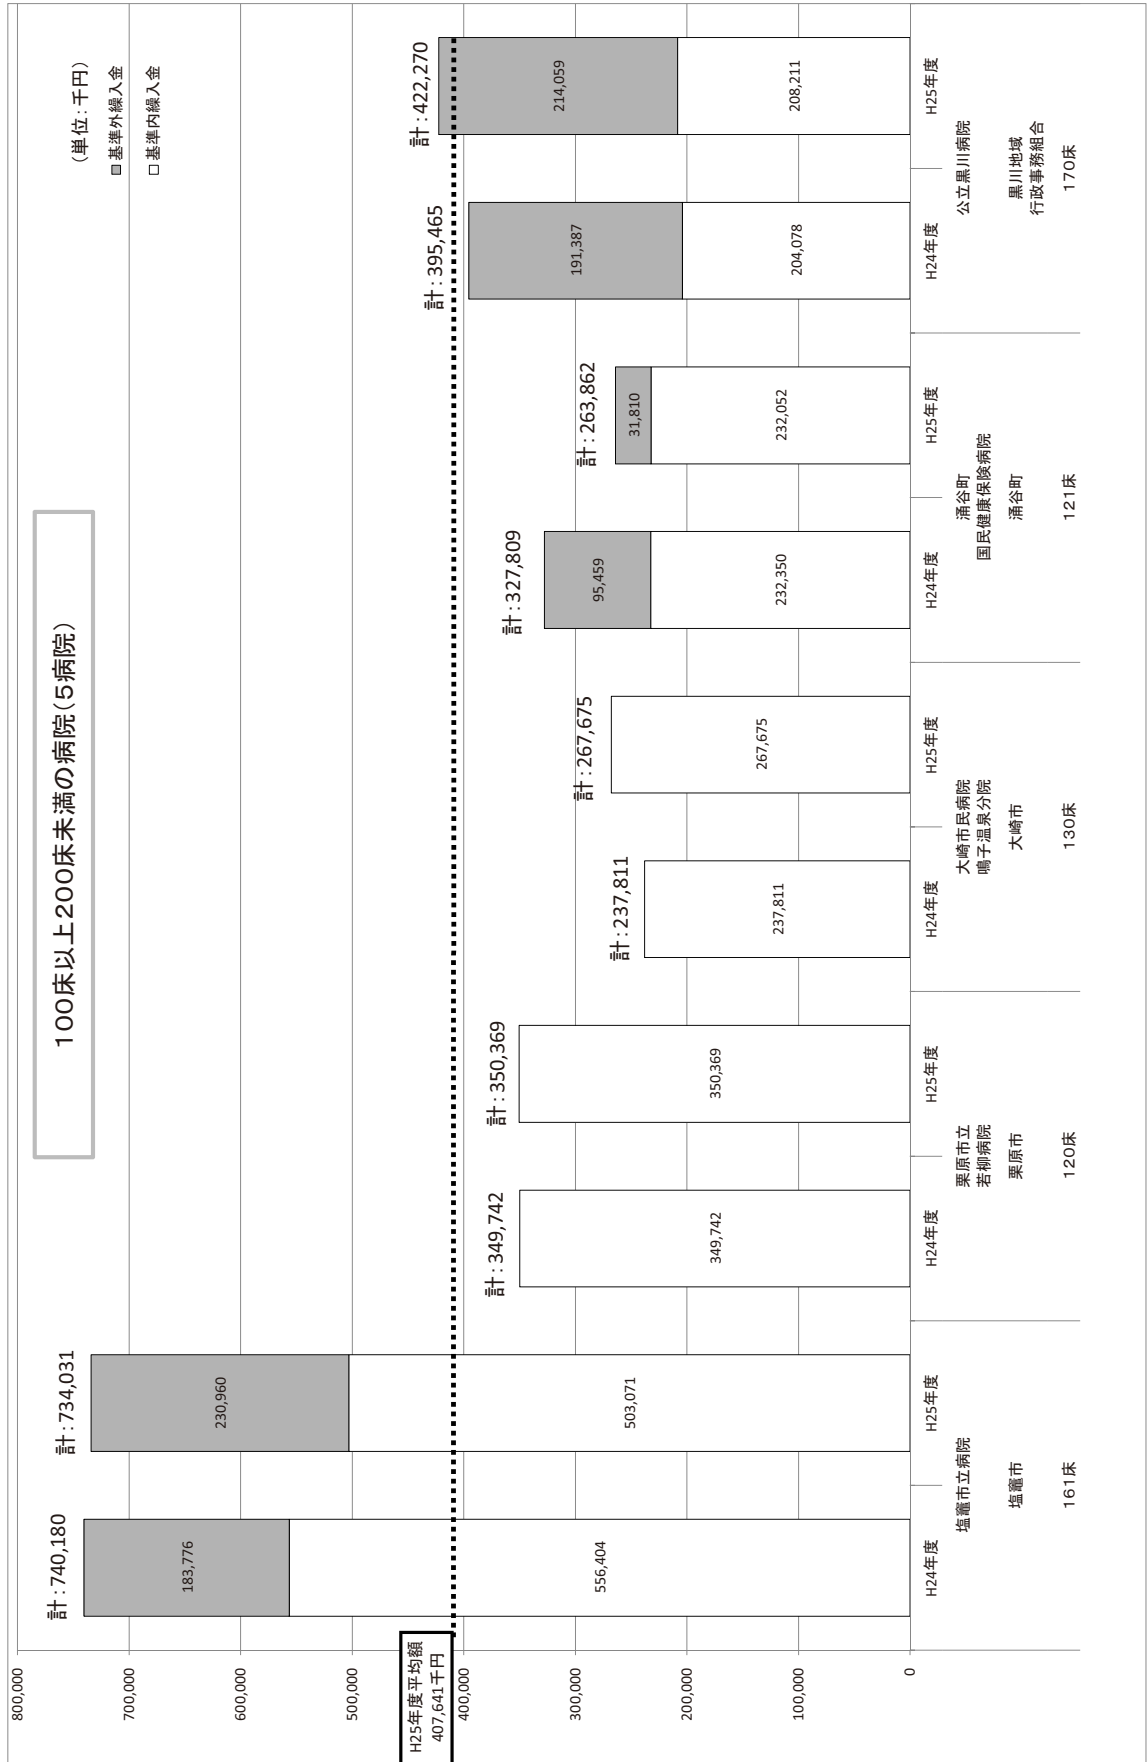 100床以上200床未満の病院(5病院)
(単位:千円)
■基準外繰入金
□基準内繰入金
800,000
700,000
600,000
500,000
400,000
300,000
200,000
100,000
0
H25年度平均額
407,641千円
計:740,180
183,776
556,404
H24年度
計:734,031
230,960
503,071
H25年度
塩竈市立病院
塩竈市
161床
計:349,742
349,742
H24年度
計:350,369
350,369
H25年度
栗原市立
若柳病院
栗原市
120床
計:237,811
237,811
H24年度
計:267,675
267,675
H25年度
大崎市民病院
鳴子温泉分院
大崎市
130床
計:327,809
95,459
232,350
H24年度
計:263,862
31,810
232,052
H25年度
涌谷町
国民健康保険病院
涌谷町
121床
計:395,465
191,387
204,078
H24年度
計:422,270
214,059
208,211
H25年度
公立黒川病院
黒川地域
行政事務組合
170床